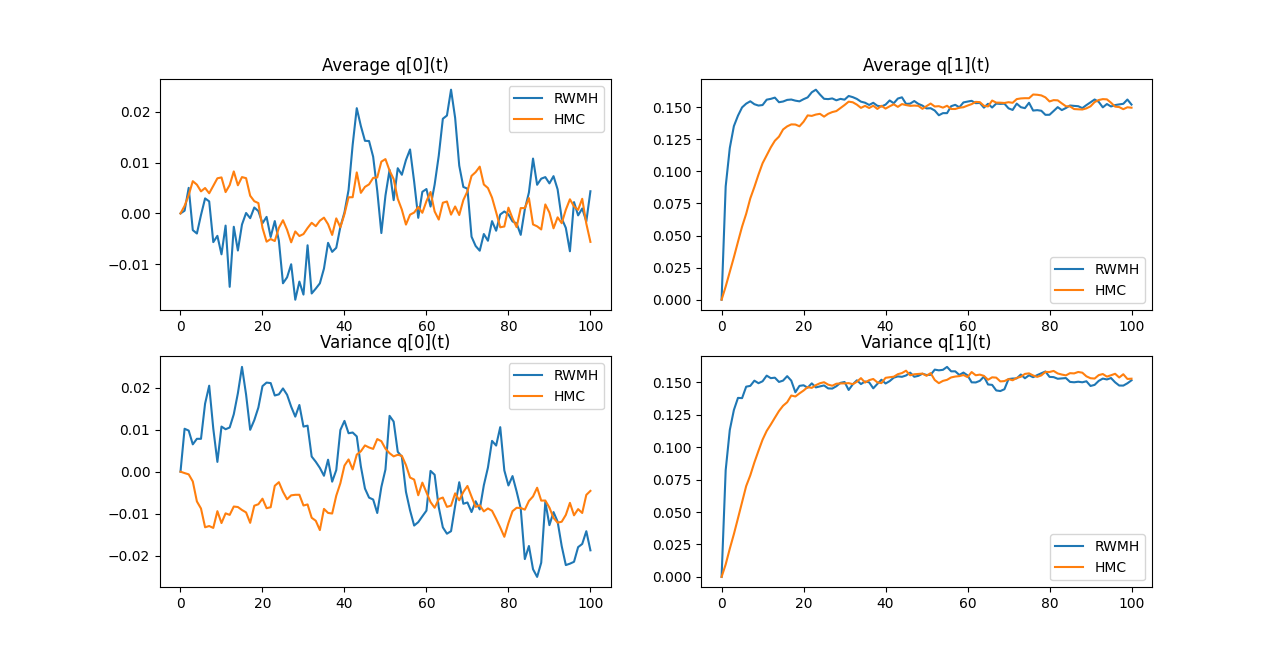 Average q[0](t)
0.02
0.01
0.00
−0.01
0 20 40 60 80 100
RWMH
HMC
Average q[1](t)
0.150
0.125
0.100
0.075
0.050
0.025
0.000
0 20 40 60 80 100
RWMH
HMC
Variance q[0](t)
0.02
0.01
0.00
−0.01
−0.02
0 20 40 60 80 100
RWMH
HMC
Variance q[1](t)
0.150
0.125
0.100
0.075
0.050
0.025
0.000
0 20 40 60 80 100
RWMH
HMC